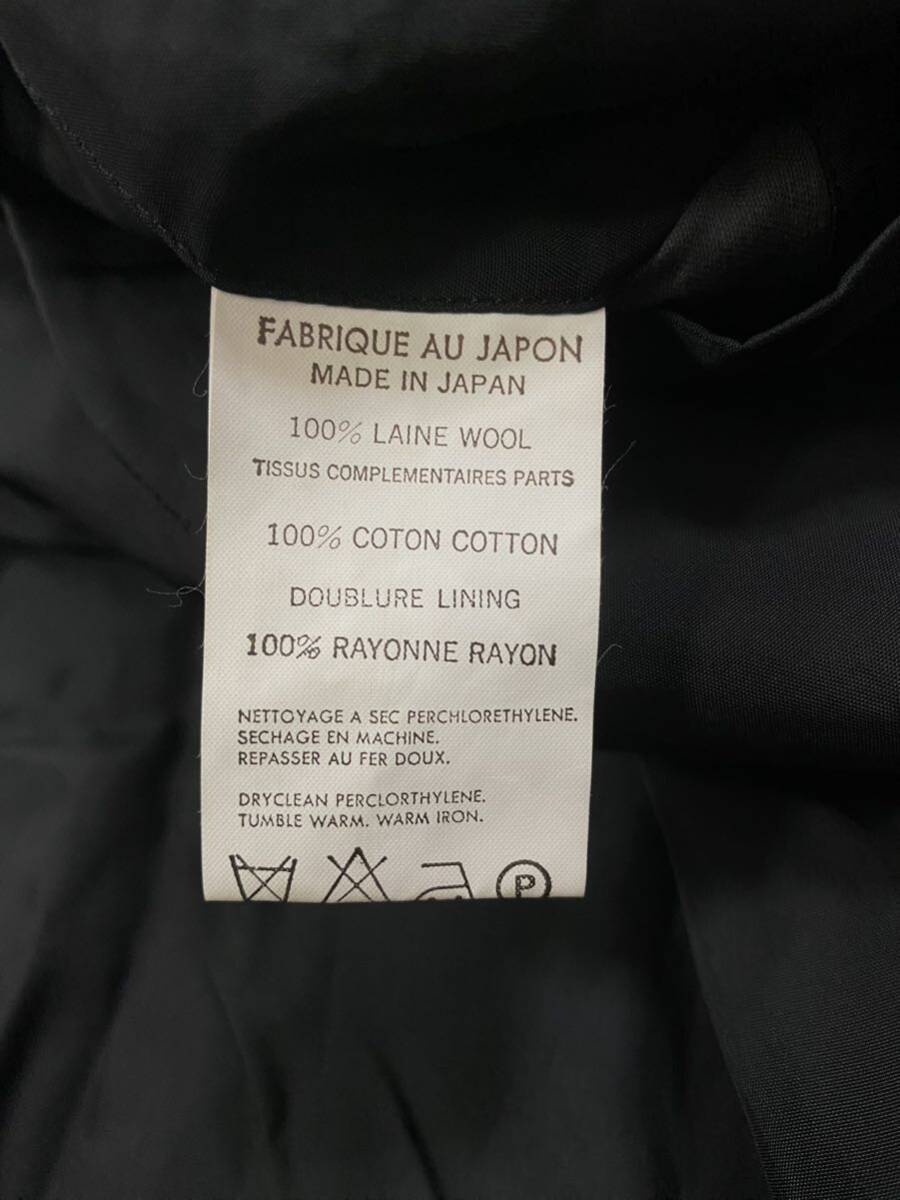 FABRIQUE AU JAPON
MADE IN JAPAN
100% LAINE WOOL
TISSUS COMPLEMENTAIRES PARTS
100% COTON COTTON
DOUBLURE LINING
100% RAYONNE RAYON
NETTOYAGE A SEC PERCHLORETHYLENE.
SECHAGE EN MACHINE.
REPASSER AU FER DOUX.
DRYCLEAN PERCLORTHYLENE.
TUMBLE WARM. WARM IRON.
P